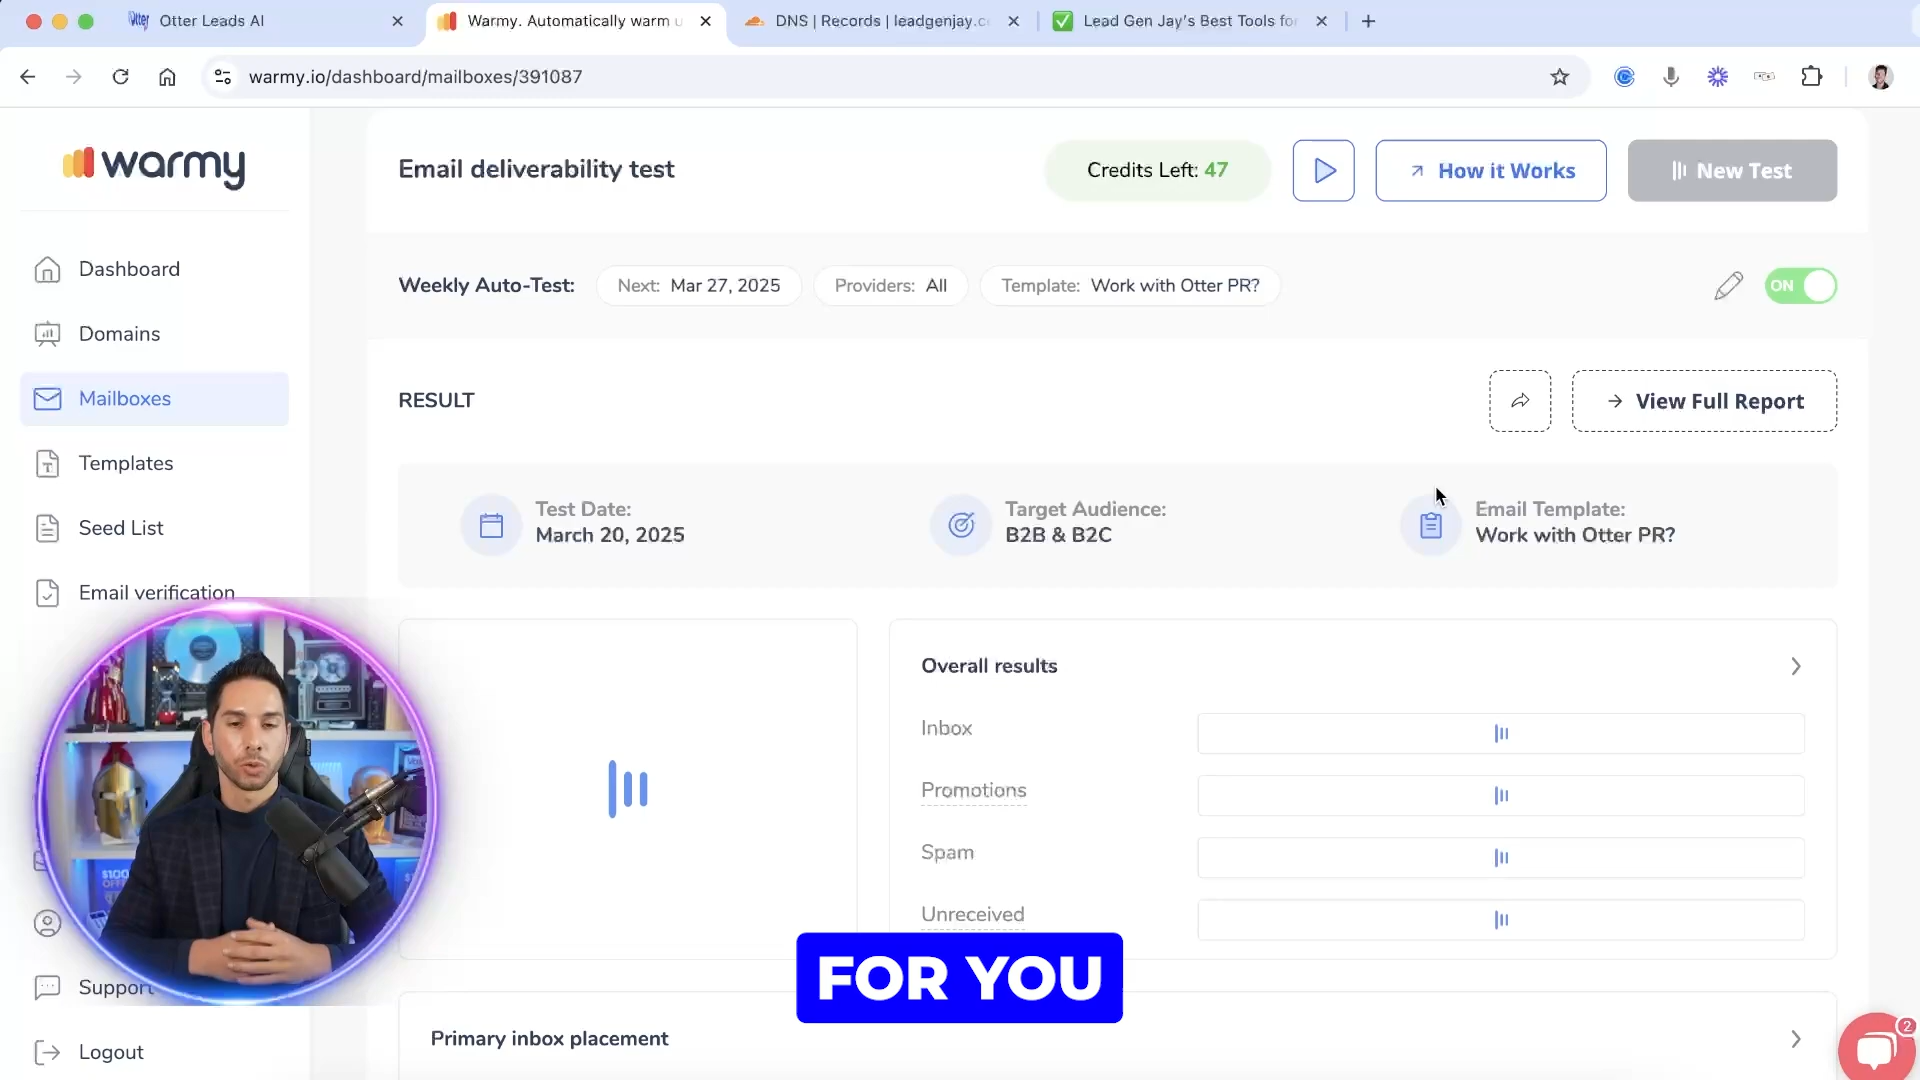 Otter Leads AI
Warmy. Automatically warm u
DNS | Records | leadgenjay.c
Lead Gen Jay's Best Tools for
warmy.io/dashboard/mailboxes/391087
warmy
Email deliverability test
Credits Left: 47
How it Works
New Test
Dashboard
Weekly Auto-Test:
Next: Mar 27, 2025
Providers: All
Template: Work with Otter PR?
ON
Domains
Mailboxes
RESULT
View Full Report
Templates
Seed List
Test Date:
March 20, 2025
Target Audience:
B2B & B2C
Email Template:
Work with Otter PR?
Email verification
Overall results
Inbox
Promotions
Spam
Unreceived
FOR YOU
Support
Primary inbox placement
Logout
2